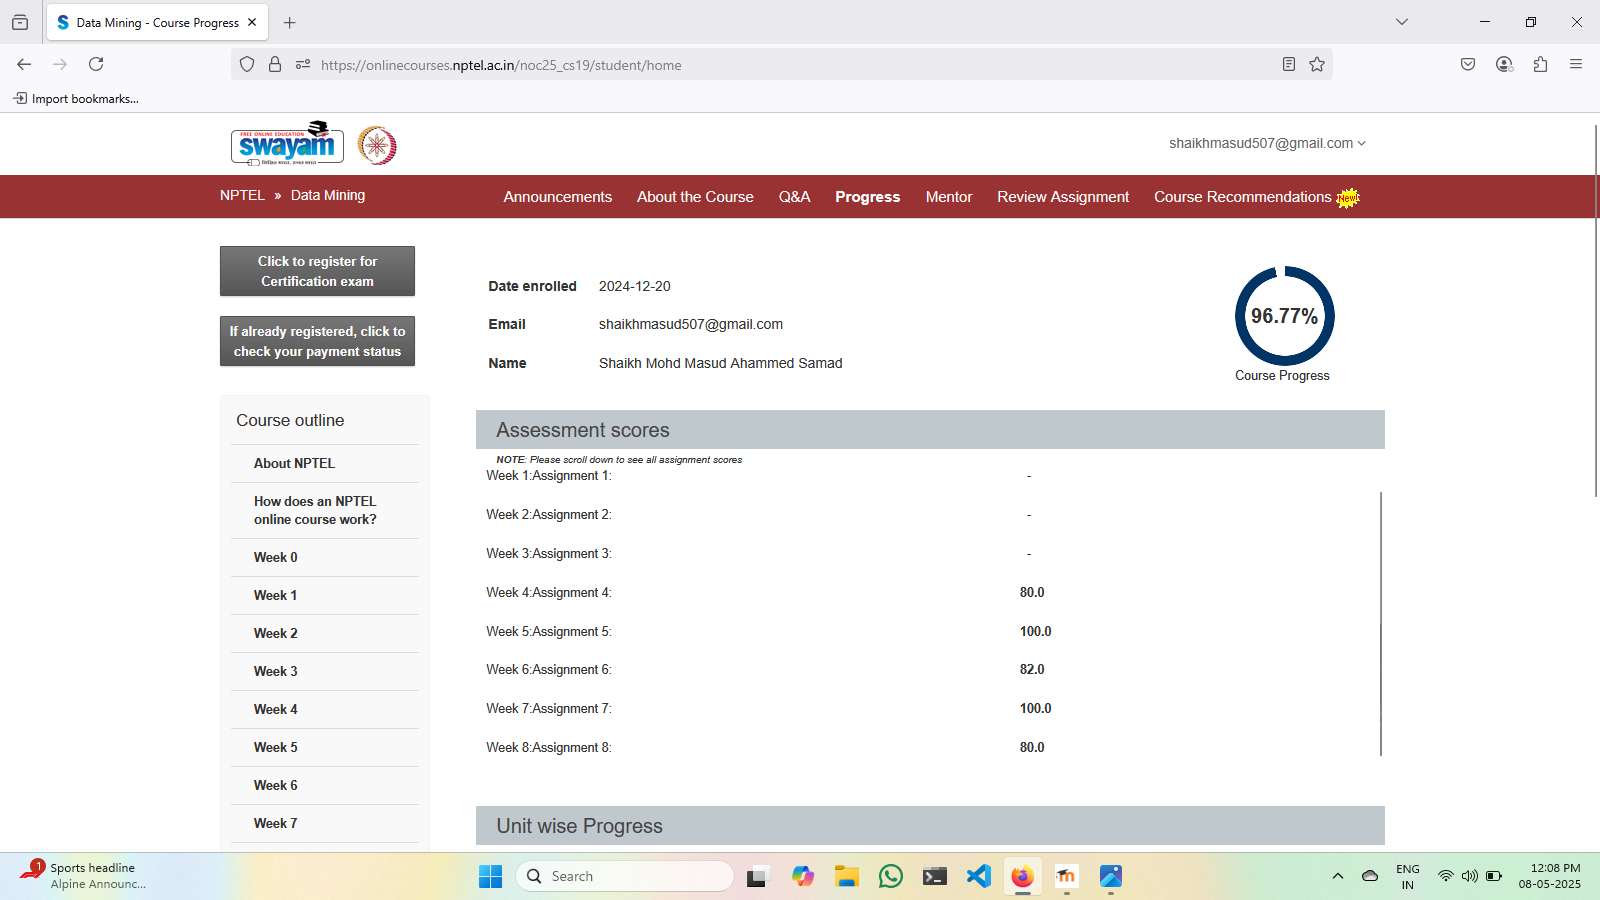 Data Mining - Course Progress
https://onlinecourses.nptel.ac.in/noc25_cs19/student/home
Import bookmarks...
FREE ONLINE EDUCATION
swayam
शिक्षित भारत, उन्नत भारत
shaikhmasud507@gmail.com
NPTEL » Data Mining
Announcements About the Course Q&A Progress Mentor Review Assignment Course Recommendations New!
Click to register for
Certification exam
If already registered, click to
check your payment status
Course outline
About NPTEL
How does an NPTEL
online course work?
Week 0
Week 1
Week 2
Week 3
Week 4
Week 5
Week 6
Week 7
Date enrolled 2024-12-20
Email shaikhmasud507@gmail.com
Name Shaikh Mohd Masud Ahammed Samad
96.77%
Course Progress
Assessment scores
NOTE: Please scroll down to see all assignment scores
Week 1:Assignment 1: -
Week 2:Assignment 2: -
Week 3:Assignment 3: -
Week 4:Assignment 4: 80.0
Week 5:Assignment 5: 100.0
Week 6:Assignment 6: 82.0
Week 7:Assignment 7: 100.0
Week 8:Assignment 8: 80.0
Unit wise Progress
1
Sports headline
Alpine Announc...
Search
ENG
IN
12:08 PM
08-05-2025